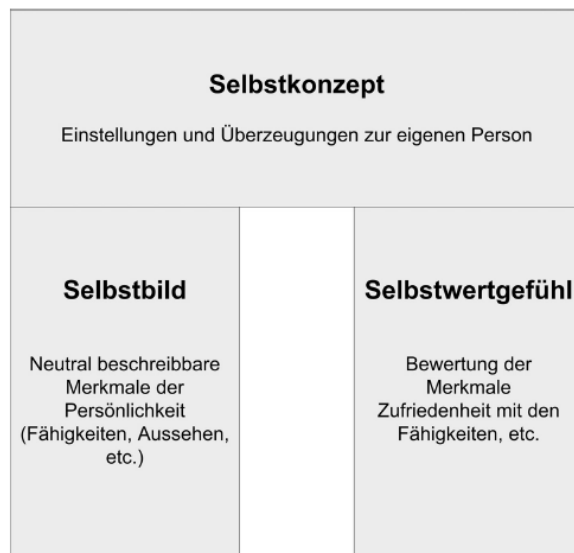 Selbstkonzept
Einstellungen und Überzeugungen zur eigenen Person
Selbstbild
Neutral beschreibbare
Merkmale der
Persönlichkeit
(Fähigkeiten, Aussehen,
etc.)
Selbstwertgefühl
Bewertung der
Merkmale
Zufriedenheit mit den
Fähigkeiten, etc.